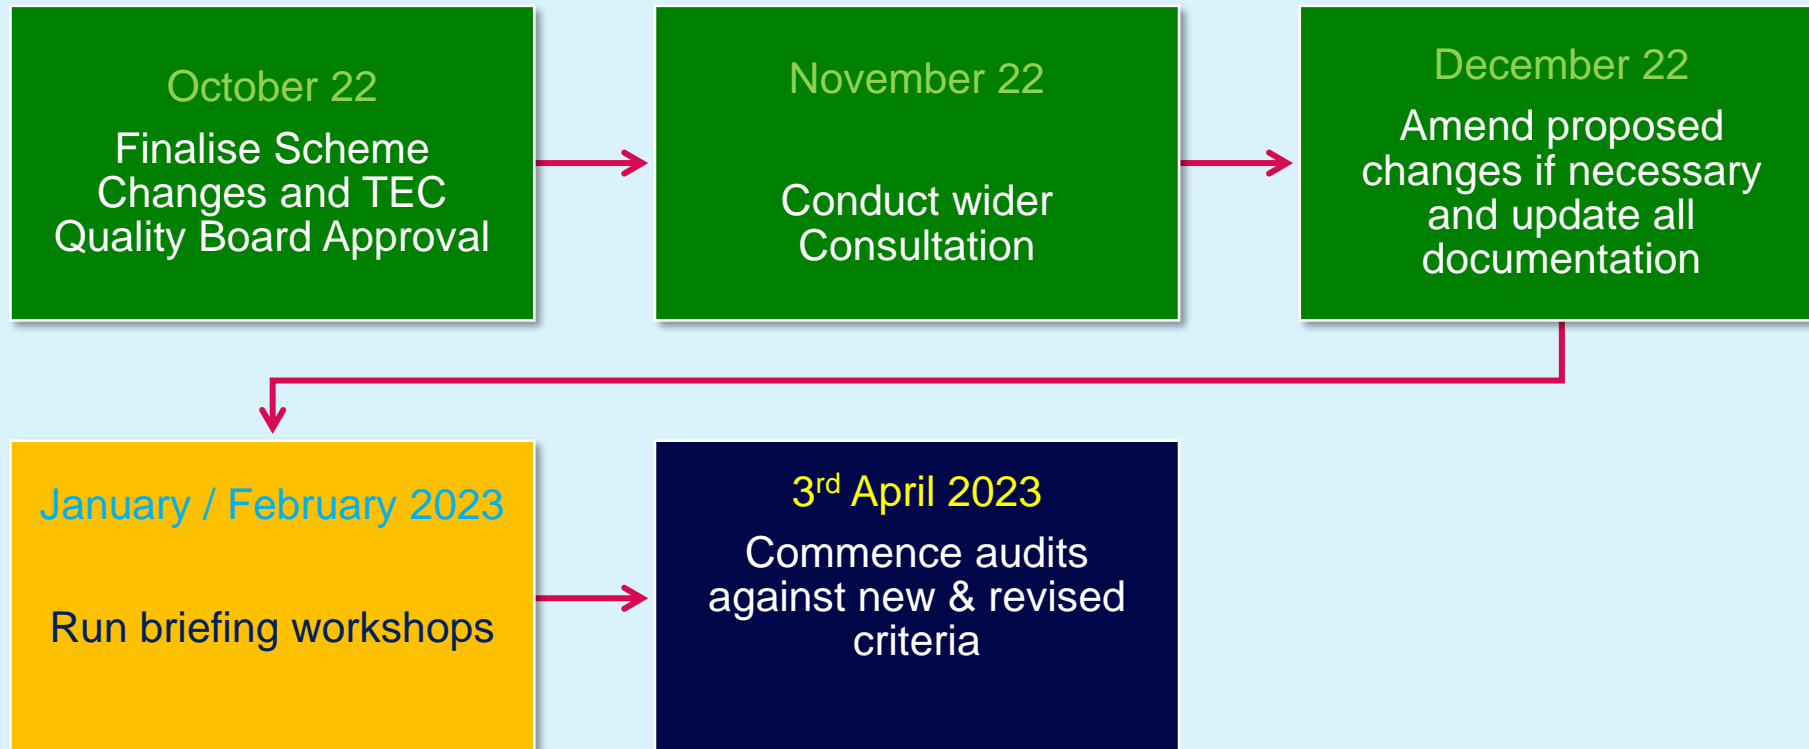 October 22
Finalise Scheme
Changes and TEC
Quality Board Approval
November 22
Conduct wider
Consultation
December 22
Amend proposed
changes if necessary
and update all
documentation
January / February 2023
Run briefing workshops
3rd April 2023
Commence audits
against new & revised
criteria